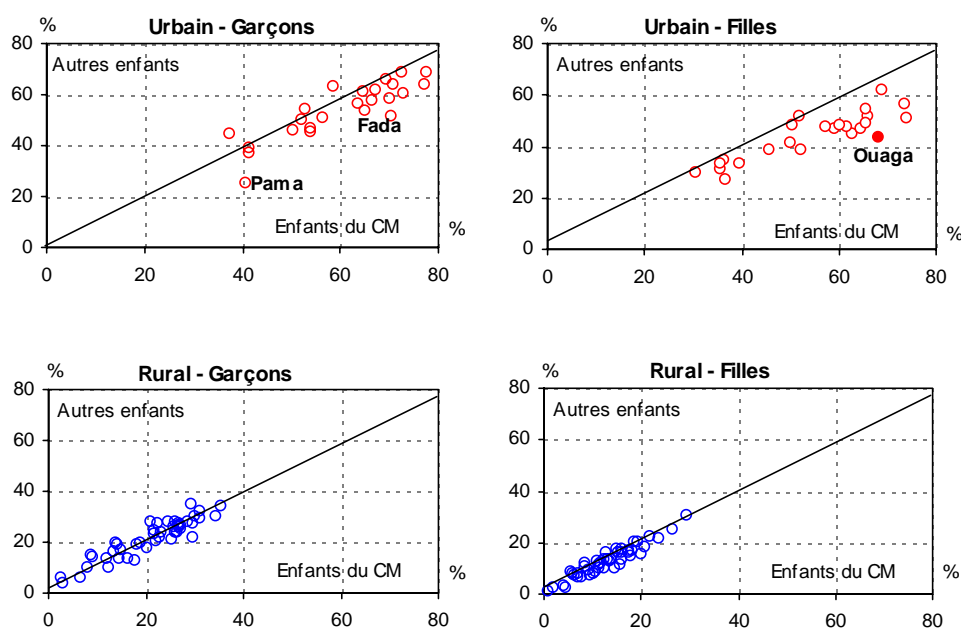 %
Urbain - Garçons
80
Autres enfants
60
40
20
0
Fada
Pama
Enfants du CM
%
0 20 40 60 80
%
Urbain - Filles
80
Autres enfants
60
40
20
0
Ouaga
Enfants du CM
%
0 20 40 60 80
%
Rural - Garçons
80
Autres enfants
60
40
20
0
Enfants du CM
%
0 20 40 60 80
%
Rural - Filles
80
Autres enfants
60
40
20
0
Enfants du CM
%
0 20 40 60 80